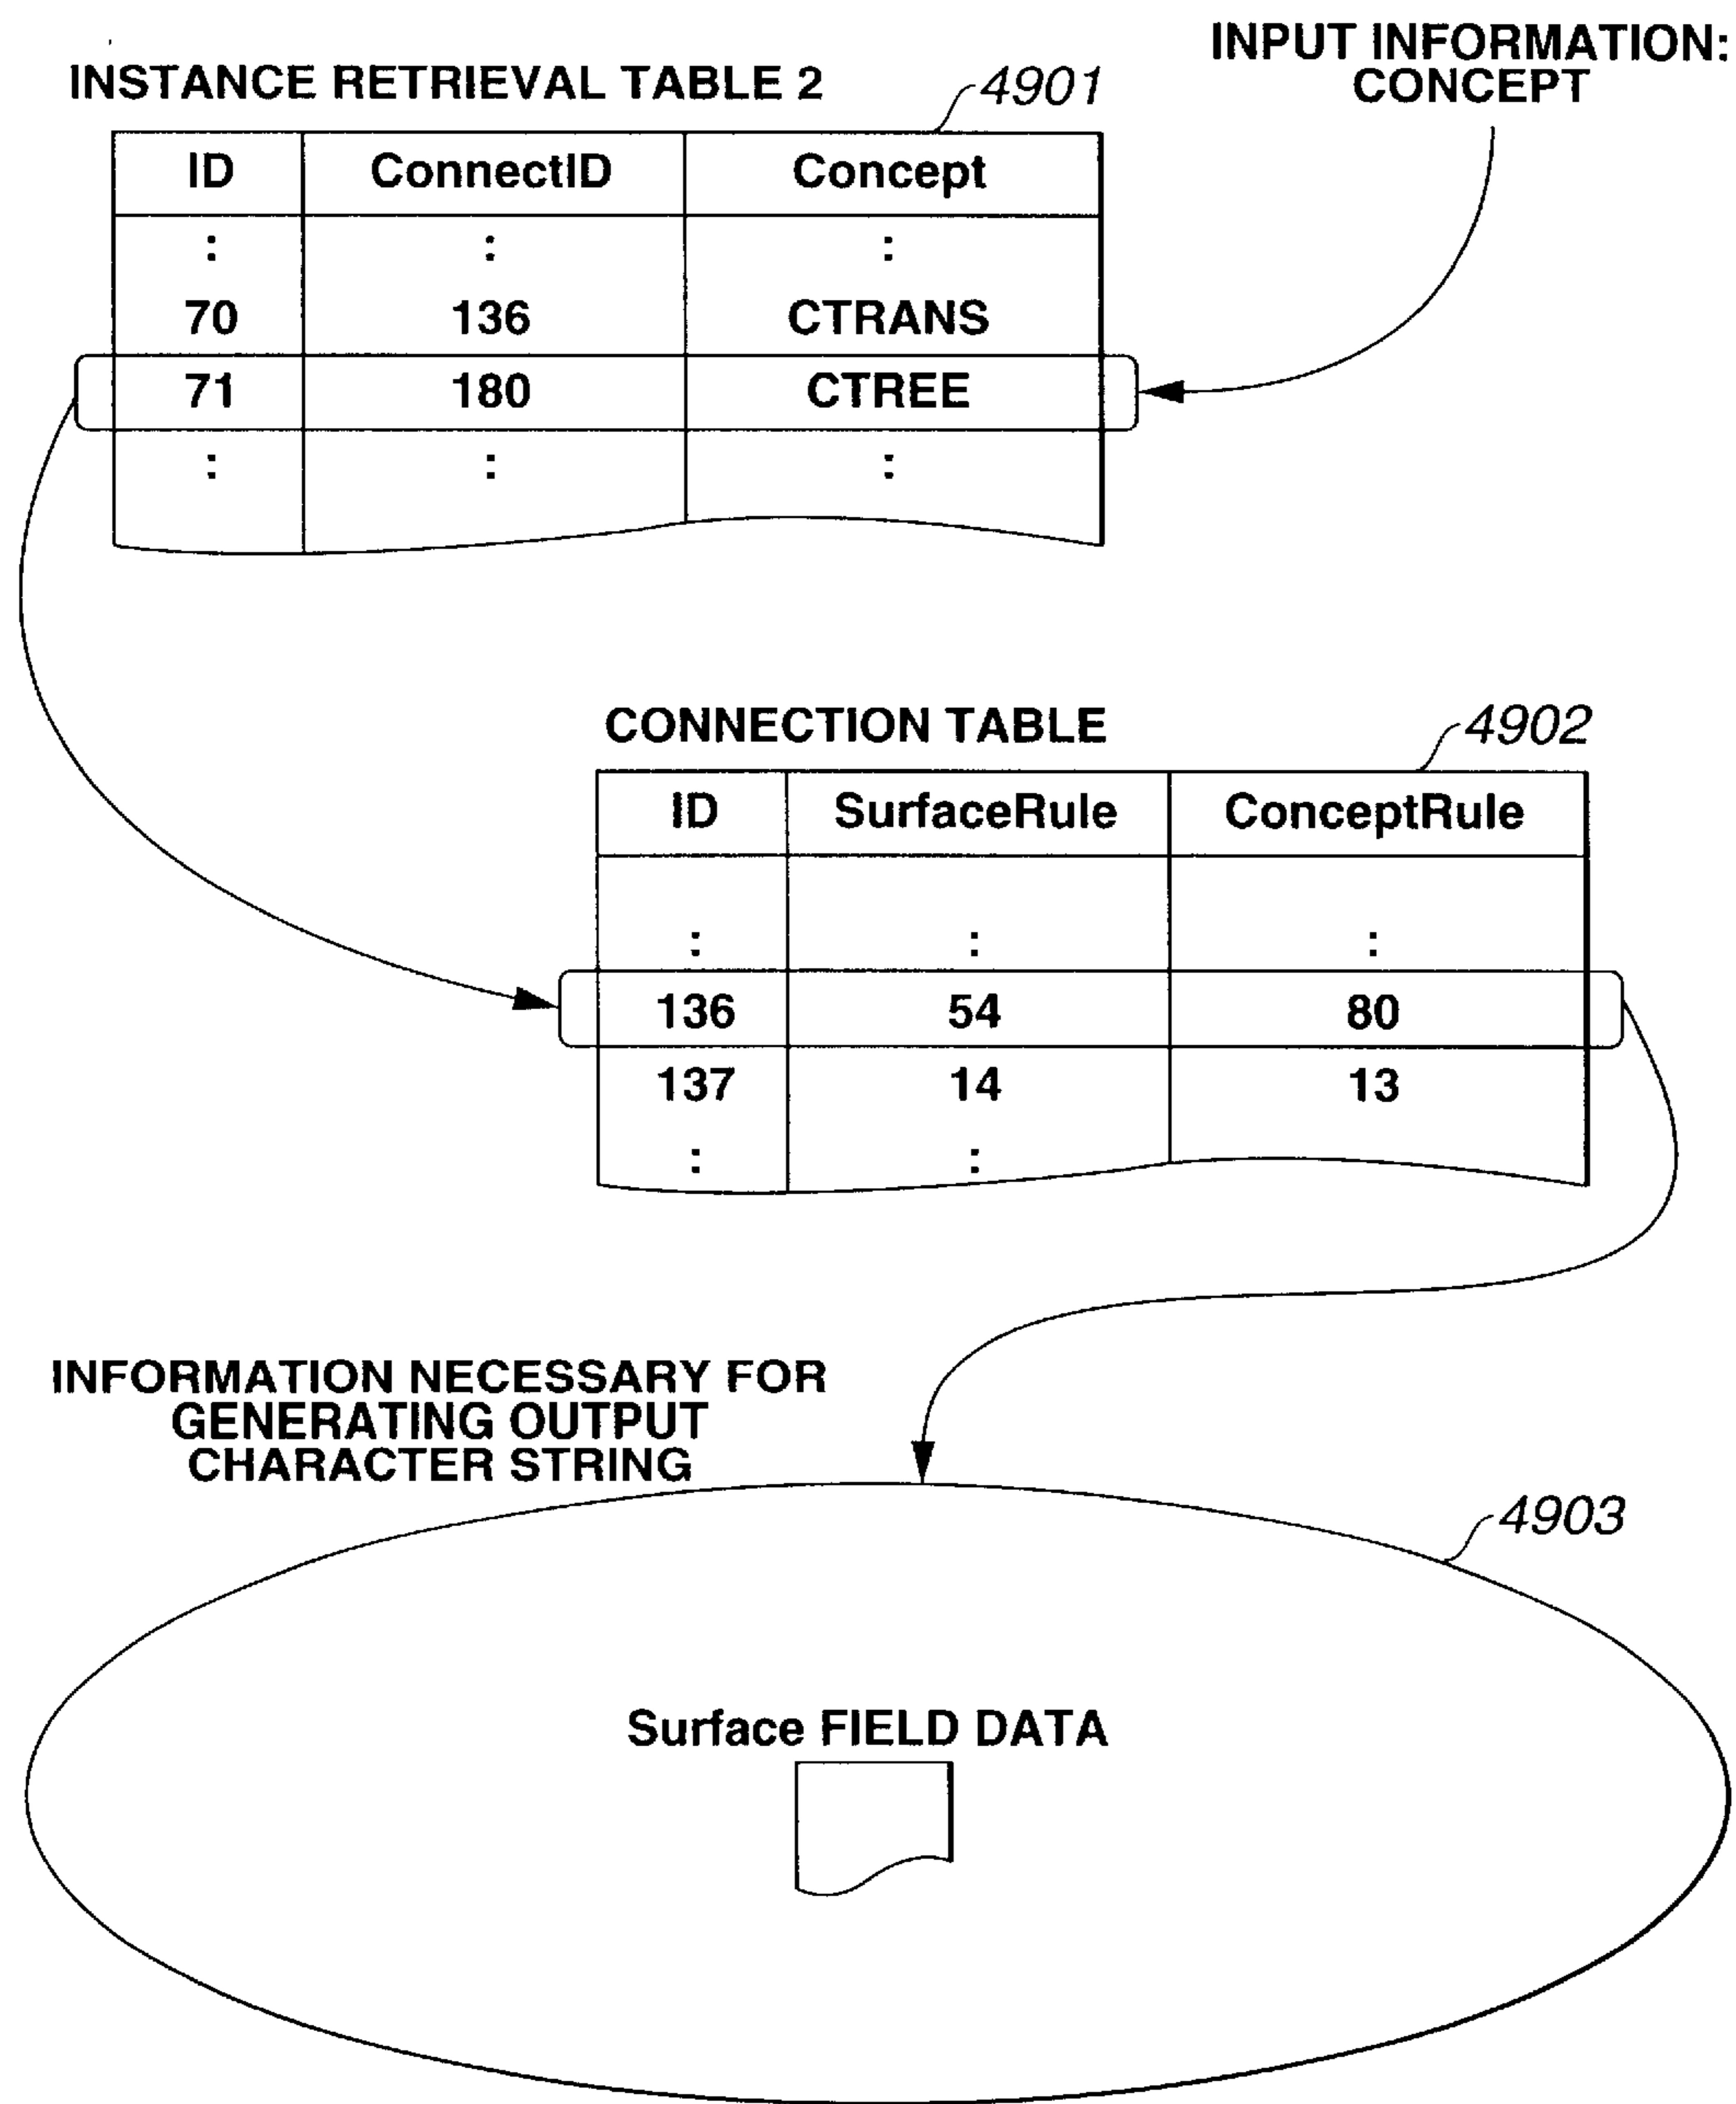 INPUT INFORMATION:
CONCEPT
INSTANCE RETRIEVAL TABLE 2
4901
ID ConnectID Concept
: : :
70 136 CTRANS
71 180 CTREE
: : :
CONNECTION TABLE
4902
ID SurfaceRule ConceptRule
: : :
136 54 80
137 14 13
: :
INFORMATION NECESSARY FOR
GENERATING OUTPUT
CHARACTER STRING
4903
Surface FIELD DATA